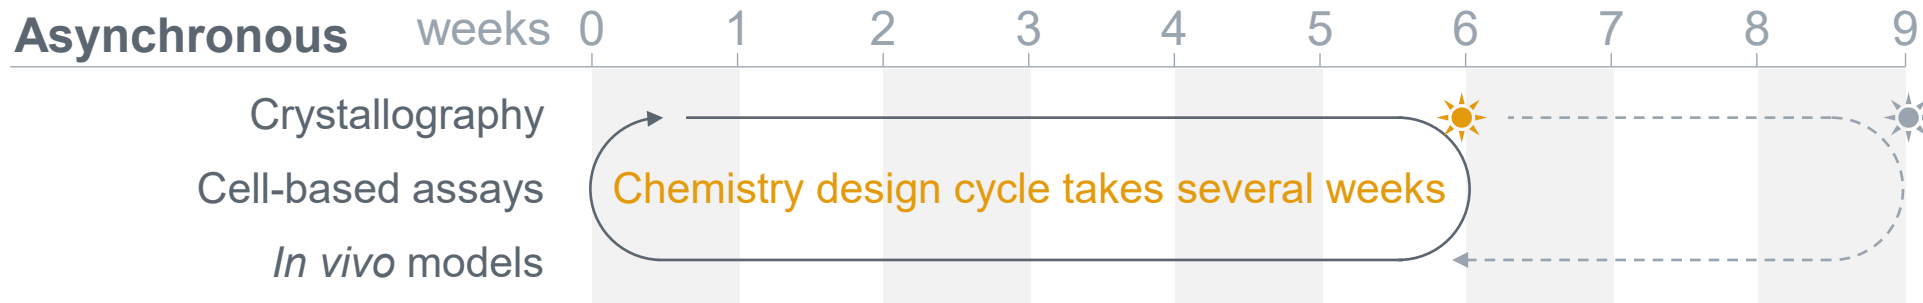 Asynchronous weeks 0 1 2 3 4 5 6 7 8 9
Crystallography
Cell-based assays
Chemistry design cycle takes several weeks
In vivo models